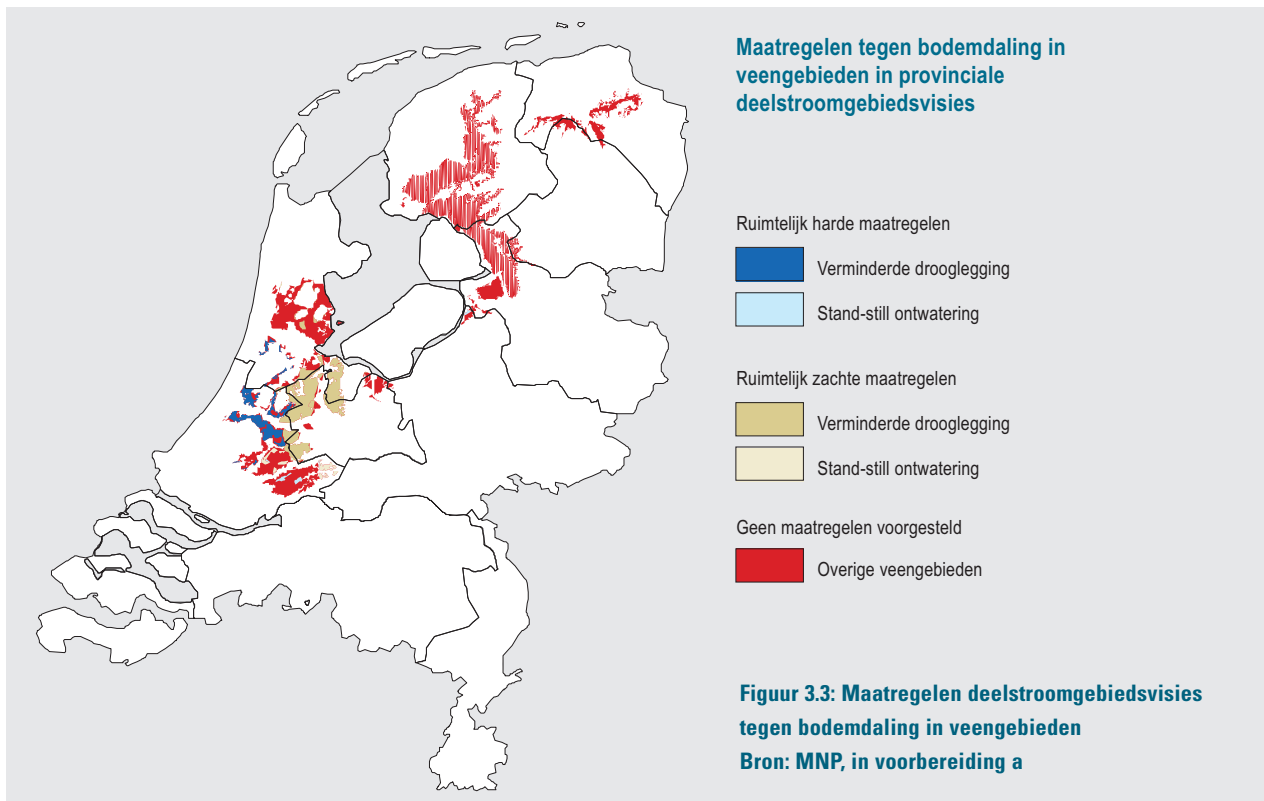 Maatregelen tegen bodemdaling in
veengebieden in provinciale
deelstroomgebiedsvisies
Ruimtelijk harde maatregelen
Verminderde drooglegging
Stand-still ontwatering
Ruimtelijk zachte maatregelen
Verminderde drooglegging
Stand-still ontwatering
Geen maatregelen voorgesteld
Overige veengebieden
Figuur 3.3: Maatregelen deelstroomgebiedsvisies
tegen bodemdaling in veengebieden
Bron: MNP, in voorbereiding a